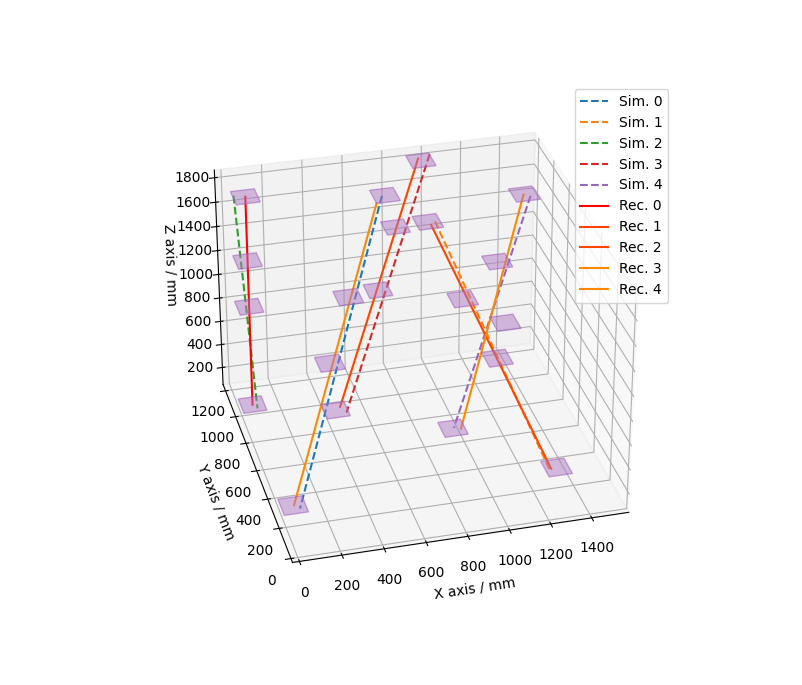 Sim. 0
Sim. 1
Sim. 2
Sim. 3
Sim. 4
Rec. 0
Rec. 1
Rec. 2
Rec. 3
Rec. 4
1800
1600
1400
1200
1000
800
600
400
200
Z axis / mm
1200
1000
800
600
400
200
0
Y axis / mm
0
200
400
600
800
1000
1200
1400
X axis / mm